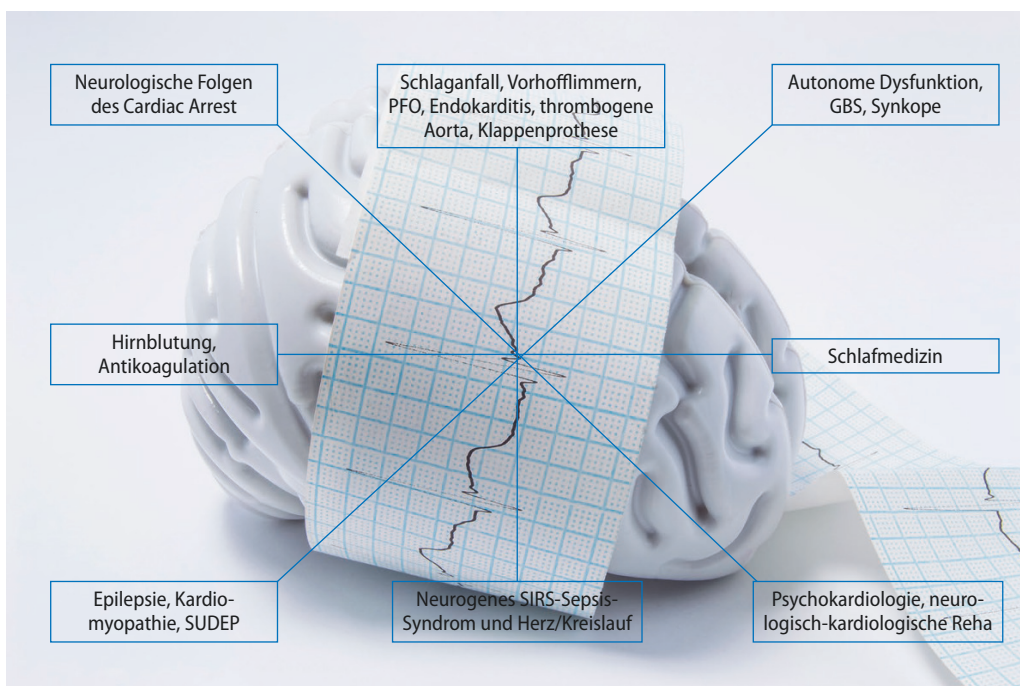 Neurologische Folgen
des Cardiac Arrest
Schlaganfall, Vorhofflimmern,
PFO, Endokarditis, thrombogene
Aorta, Klappenprothese
Autonome Dysfunktion,
GBS, Synkope
Hirnblutung,
Antikoagulation
Schlafmedizin
Epilepsie, Kardio-
myopathie, SUDEP
Neurogenes SIRS-Sepsis-
Syndrom und Herz/Kreislauf
Psychokardiologie, neuro-
logisch-kardiologische Reha